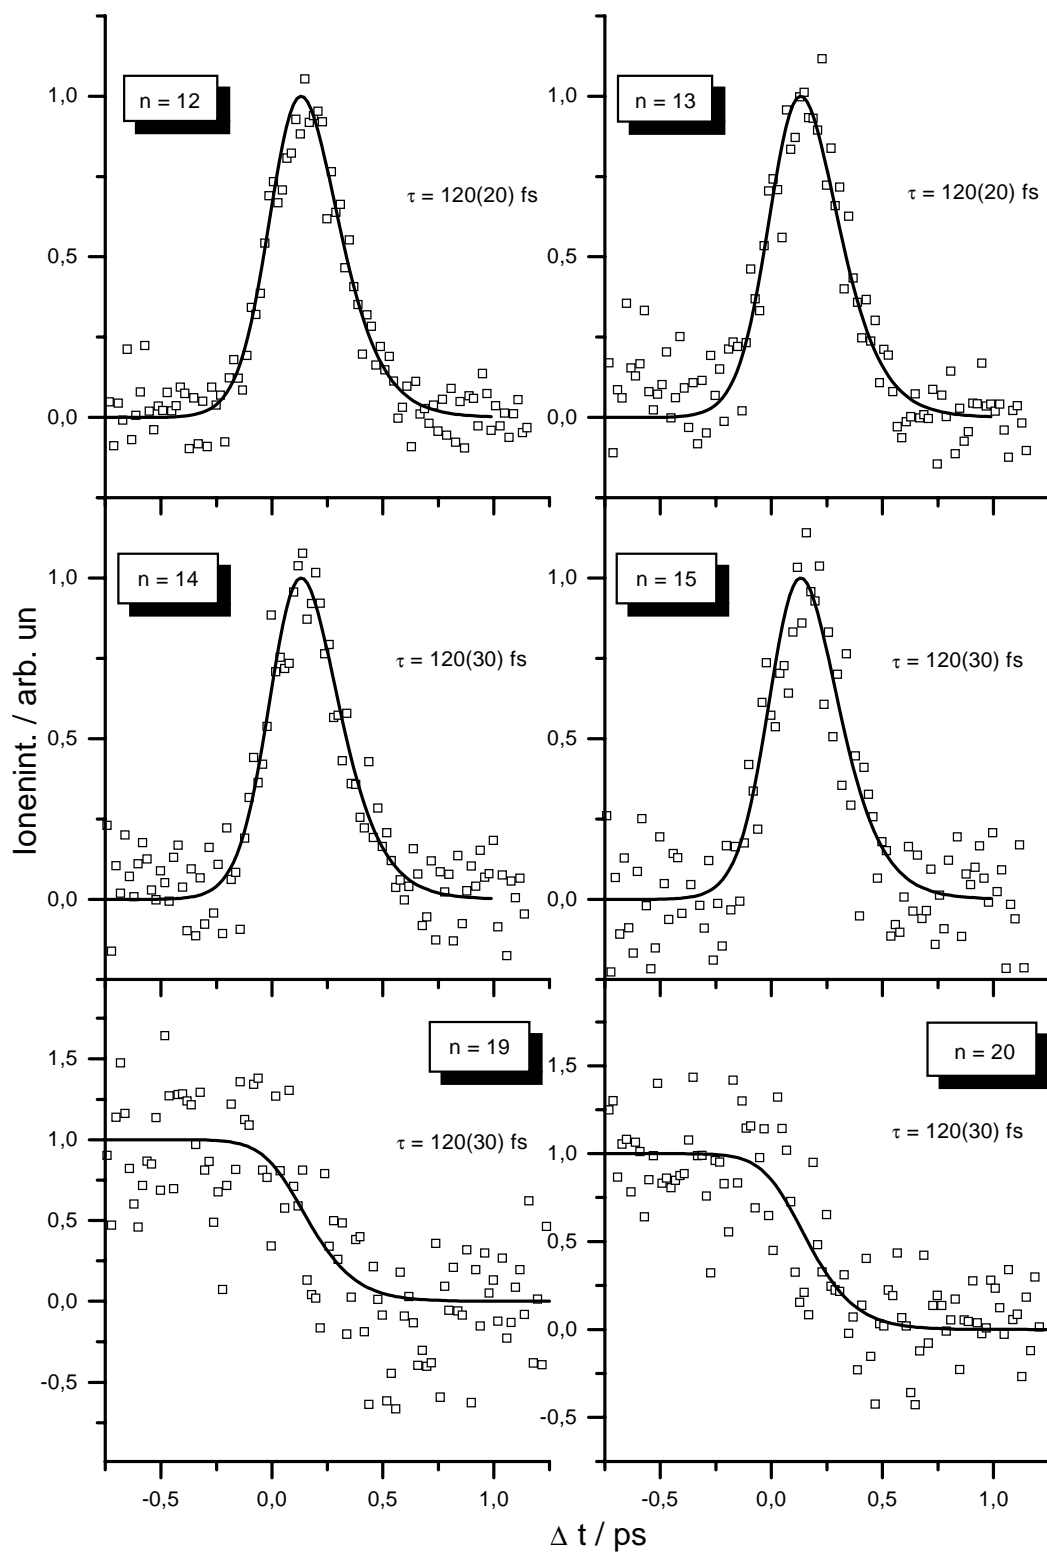 n = 12
n = 13
1,0
1,0
τ = 120(20) fs
τ = 120(20) fs
0,5
0,5
0,0
0,0
n = 14
n = 15
1,0
1,0
τ = 120(30) fs
τ = 120(30) fs
0,5
0,5
0,0
0,0
Ionenint. / arb. un
n = 19
n = 20
1,5
1,5
τ = 120(30) fs
τ = 120(30) fs
1,0
1,0
0,5
0,5
0,0
0,0
-0,5
-0,5
-0,5 0,0 0,5 1,0
-0,5 0,0 0,5 1,0
Δ t / ps